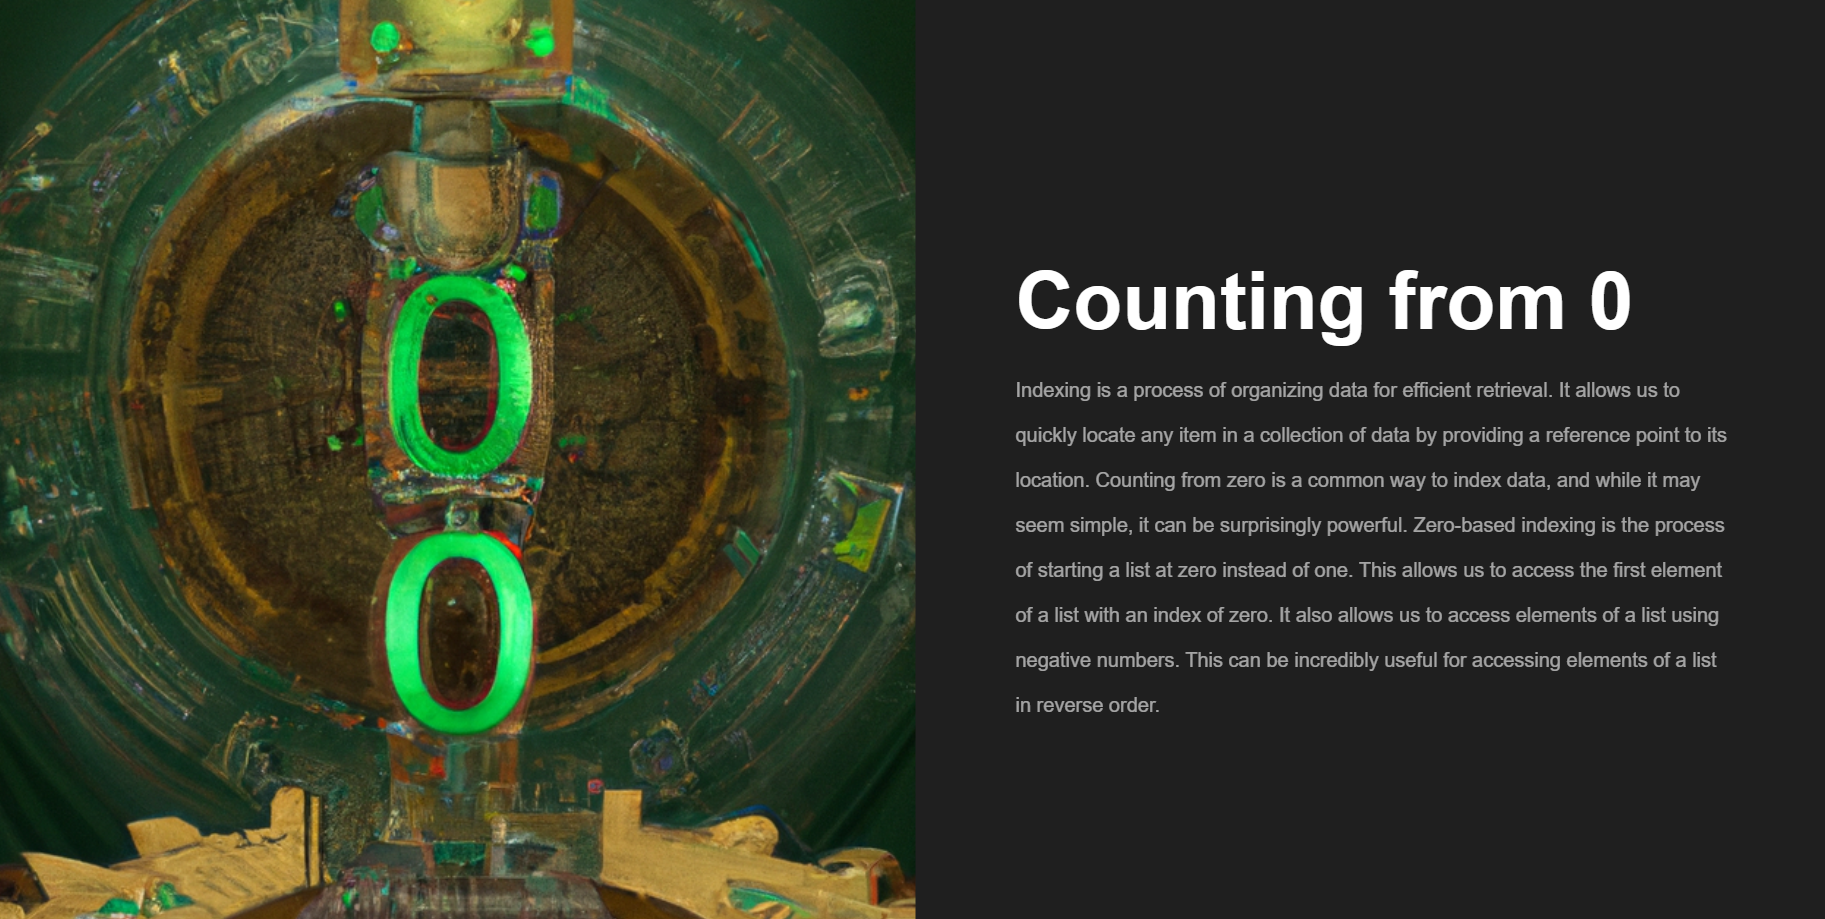 0
0
Counting from 0
Indexing is a process of organizing data for efficient retrieval. It allows us to
quickly locate any item in a collection of data by providing a reference point to its
location. Counting from zero is a common way to index data, and while it may
seem simple, it can be surprisingly powerful. Zero-based indexing is the process
of starting a list at zero instead of one. This allows us to access the first element
of a list with an index of zero. It also allows us to access elements of a list using
negative numbers. This can be incredibly useful for accessing elements of a list
in reverse order.